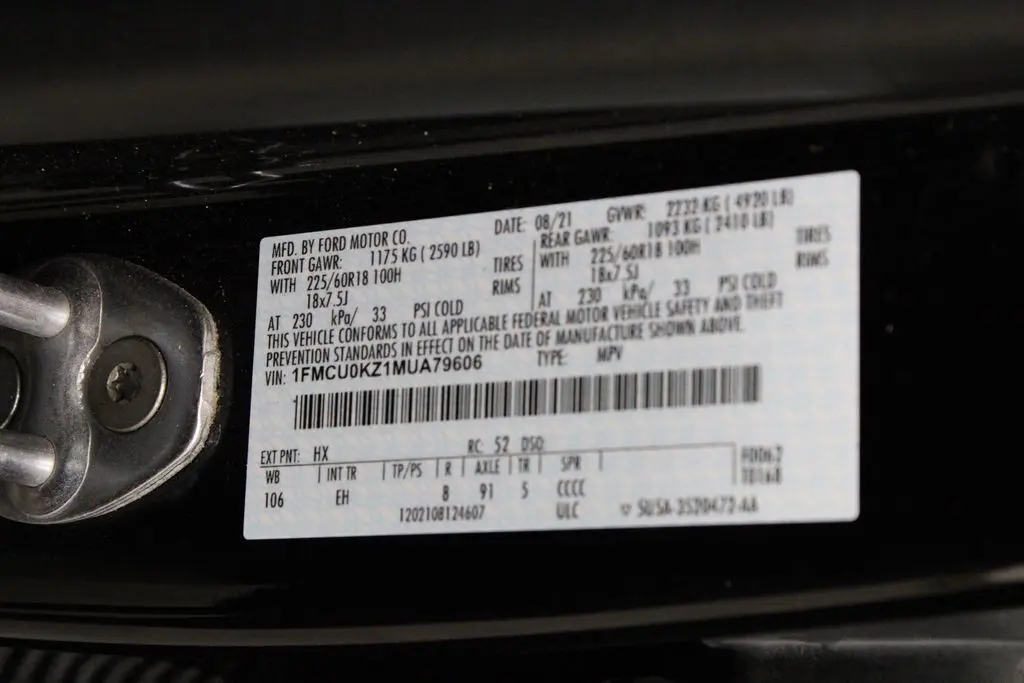 MFD. BY FORD MOTOR CO. DATE: 08/21 GVWR: 2232 KG ( 4920 LB)
FRONT GAWR: 1175 KG ( 2590 LB) REAR GAWR: 1093 KG ( 2410 LB)
WITH 225/60R18 100H TIRES WITH 225/60R18 100H TIRES
18x7.5J RIMS 18x7.5J RIMS
AT 230 kPa/ 33 PSI COLD AT 230 kPa/ 33 PSI COLD
THIS VEHICLE CONFORMS TO ALL APPLICABLE FEDERAL MOTOR VEHICLE SAFETY AND THEFT
PREVENTION STANDARDS IN EFFECT ON THE DATE OF MANUFACTURE SHOWN ABOVE.
VIN: 1FMCU0KZ1MUA79606 TYPE: MPV
EXT PNT: HX RC: 52 DSO:
WB INT TR TP/PS R AXLE TR SPR
106 EH 8 91 5 CCCC
1202108124607 ULC